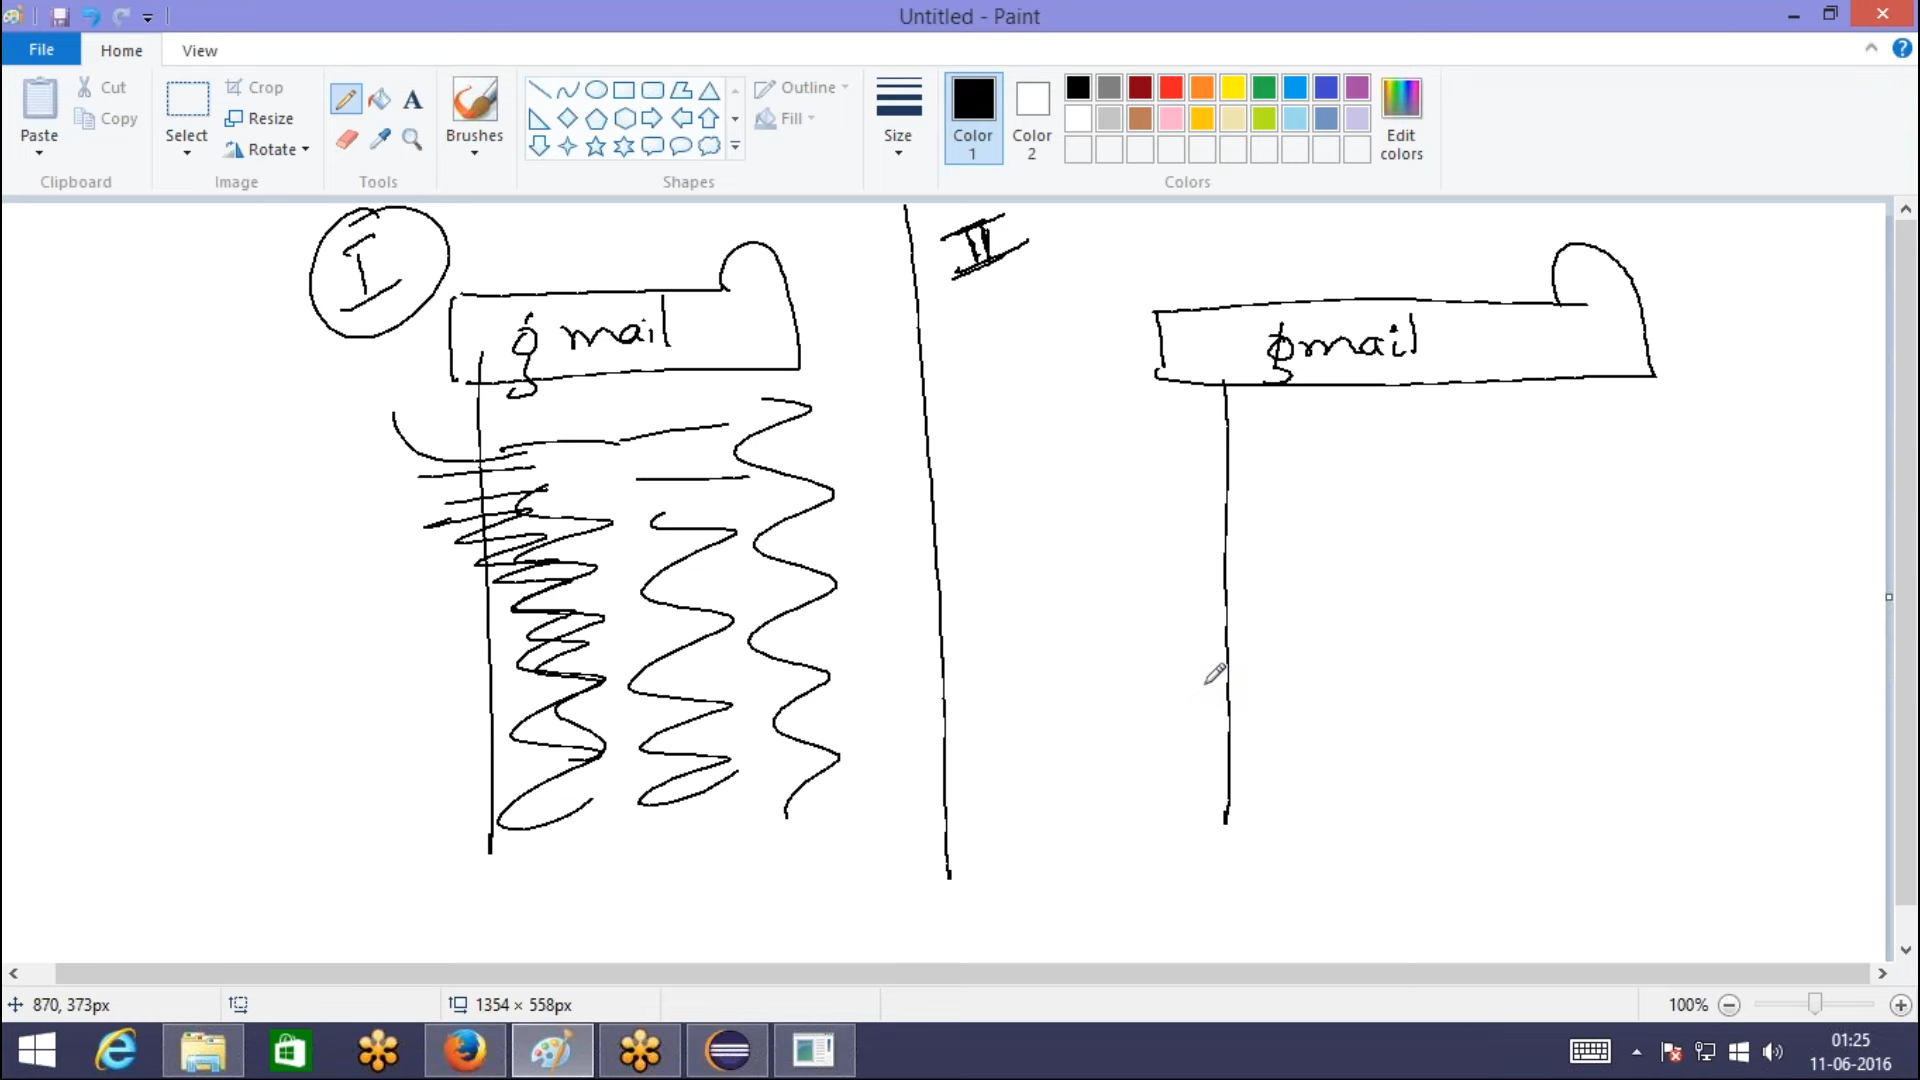 Untitled - Paint
File Home View
Paste
Cut
Copy
Clipboard
Select
Crop
Resize
Rotate
Image
A
Tools
Brushes
Shapes
Outline
Fill
Size
Color 1
Color 2
Edit colors
Colors
I
gmail
II
gmail
870, 373px
1354 × 558px
100%
01:25
11-06-2016